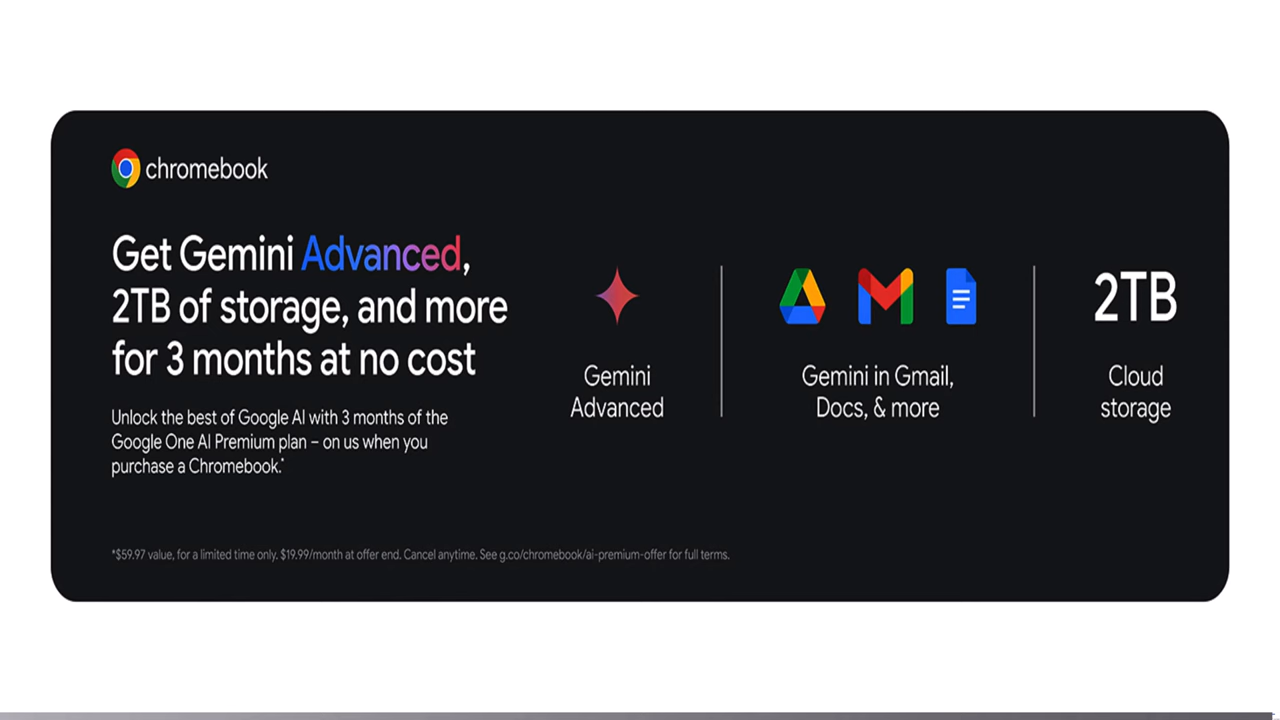 chromebook
Get Gemini Advanced,
2TB of storage, and more
for 3 months at no cost
Unlock the best of Google AI with 3 months of the
Google One AI Premium plan – on us when you
purchase a Chromebook.*
Gemini
Advanced
Gemini in Gmail,
Docs, & more
2TB
Cloud
storage
*$59.97 value, for a limited time only. $19.99/month at offer end. Cancel anytime. See g.co/chromebook/ai-premium-offer for full terms.